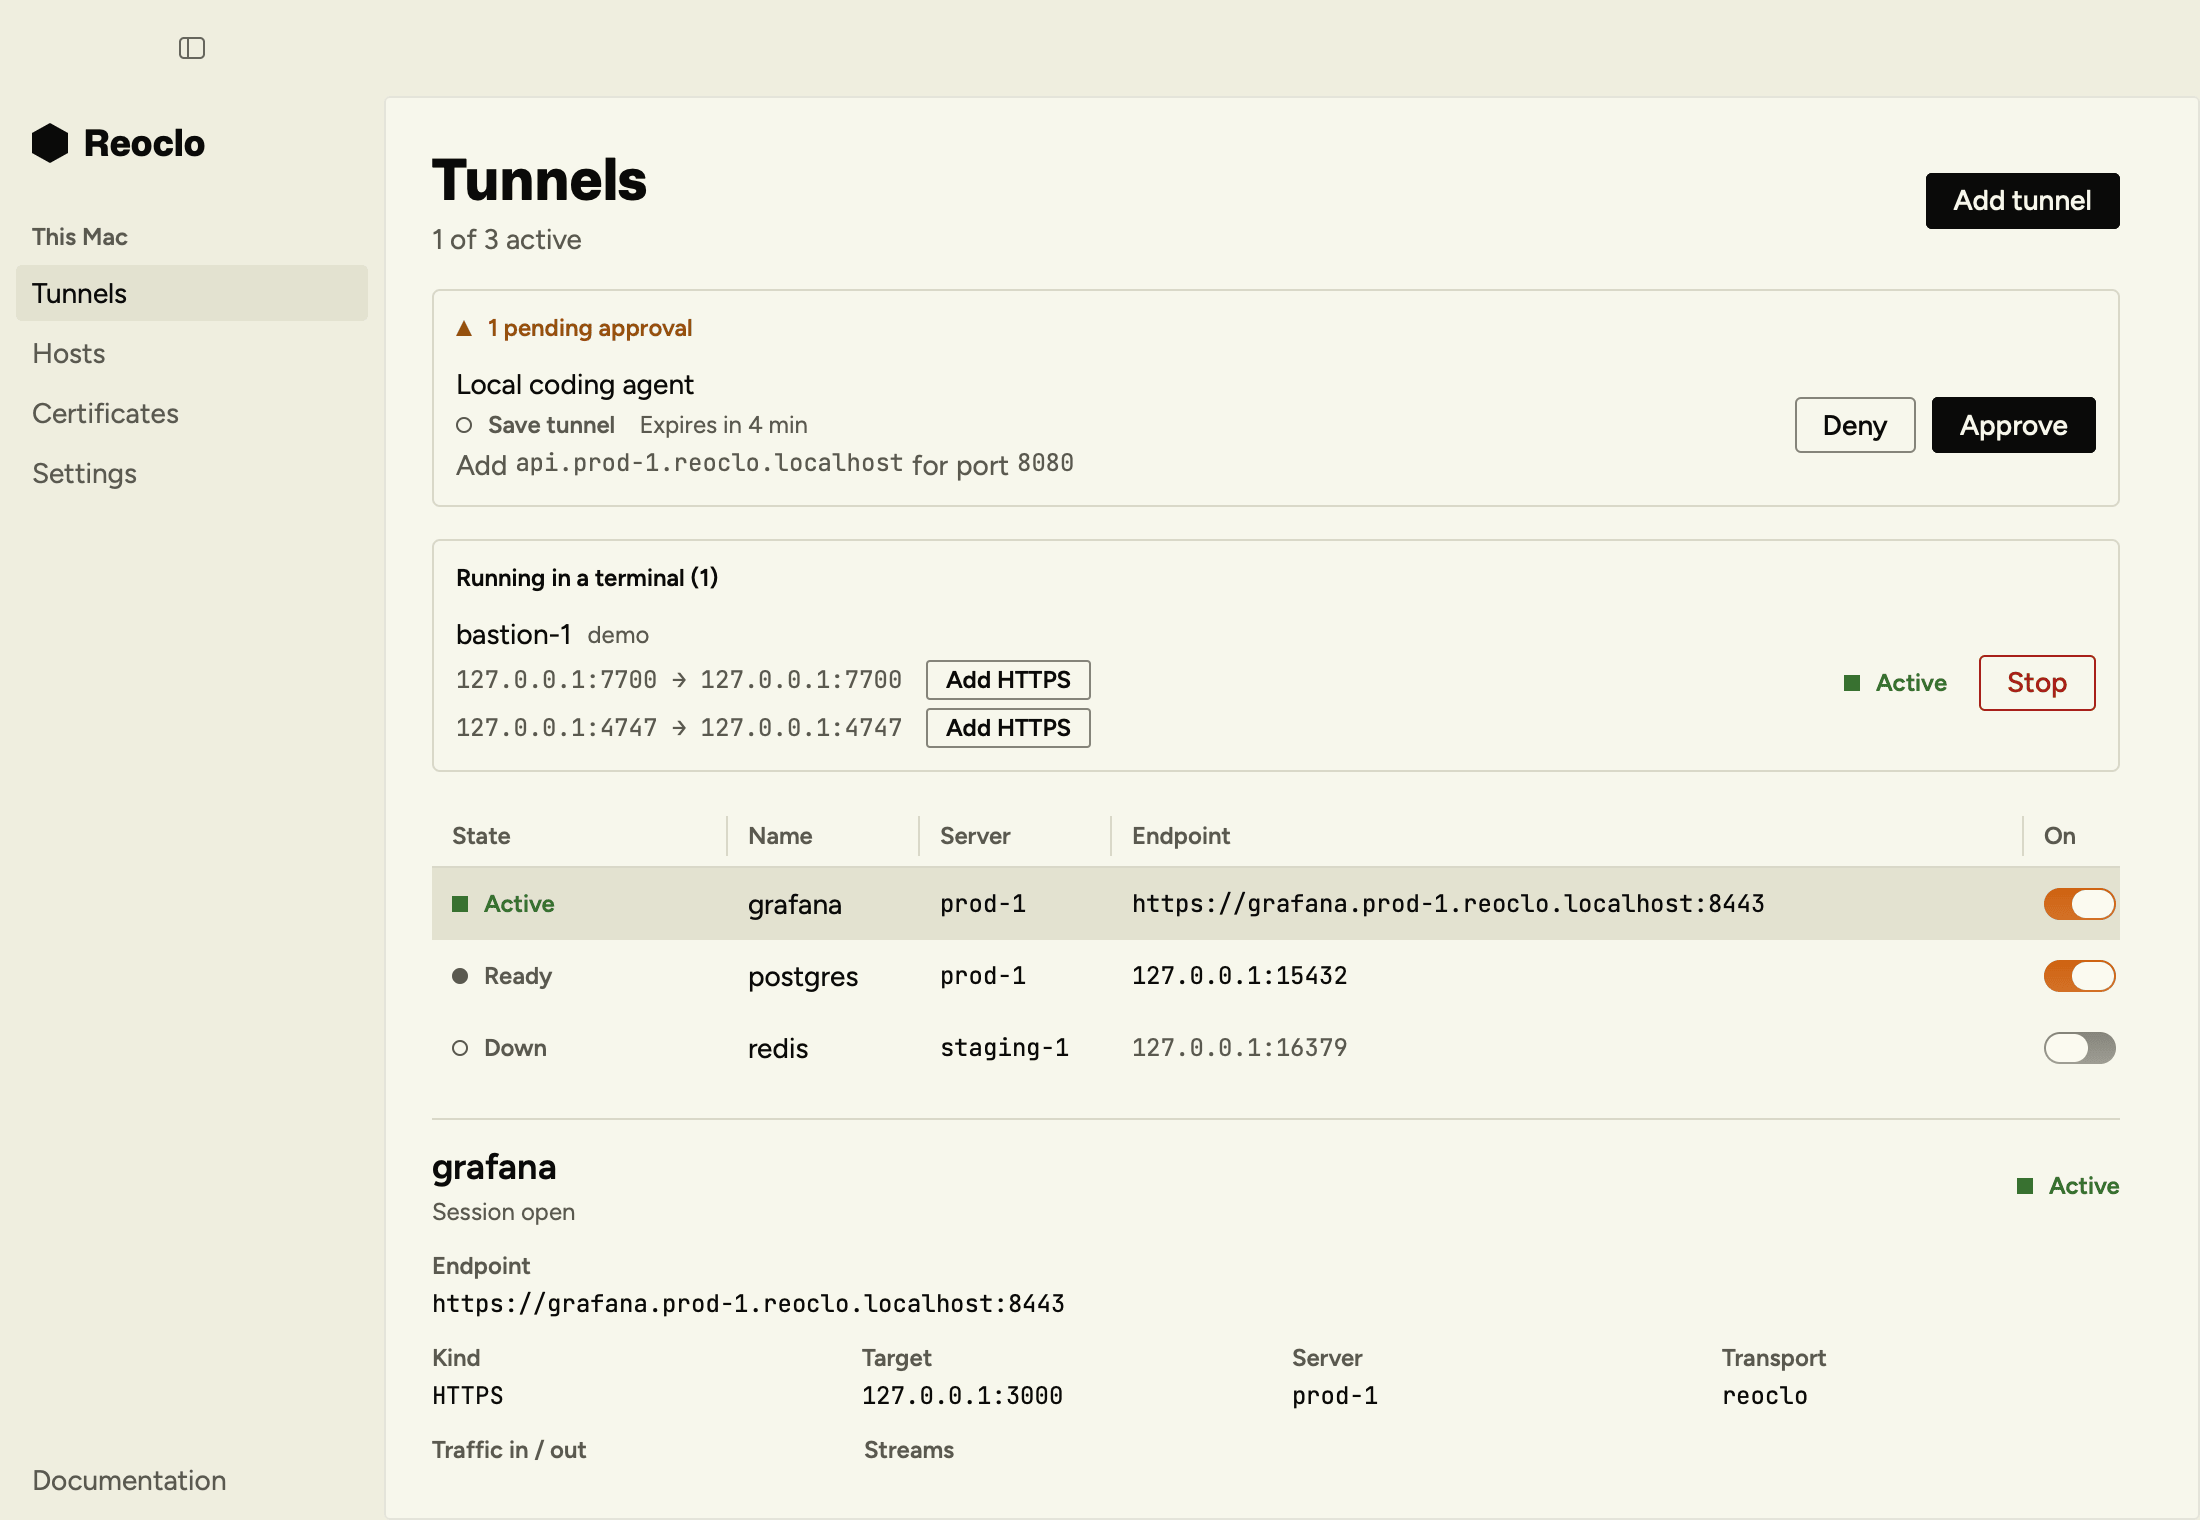 Reoclo
This Mac
Tunnels
Hosts
Certificates
Settings
Documentation
Tunnels
1 of 3 active
Add tunnel
1 pending approval
Local coding agent
Save tunnel Expires in 4 min
Add api.prod-1.reoclo.localhost for port 8080
Deny Approve
Running in a terminal (1)
bastion-1 demo
127.0.0.1:7700 → 127.0.0.1:7700 Add HTTPS
127.0.0.1:4747 → 127.0.0.1:4747 Add HTTPS
Active Stop
State Name Server Endpoint On
Active grafana prod-1 https://grafana.prod-1.reoclo.localhost:8443
Ready postgres prod-1 127.0.0.1:15432
Down redis staging-1 127.0.0.1:16379
grafana
Session open
Active
Endpoint
https://grafana.prod-1.reoclo.localhost:8443
Kind Target Server Transport
HTTPS 127.0.0.1:3000 prod-1 reoclo
Traffic in / out Streams